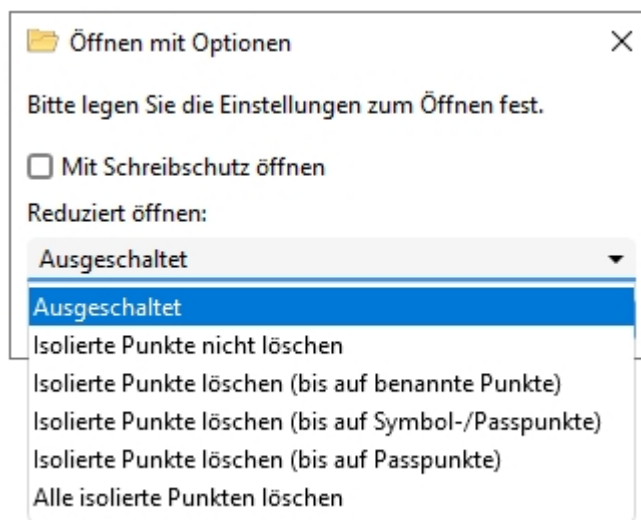 Öffnen mit Optionen
Bitte legen Sie die Einstellungen zum Öffnen fest.
Mit Schreibschutz öffnen
Reduziert öffnen:
Ausgeschaltet
Ausgeschaltet
Isolierte Punkte nicht löschen
Isolierte Punkte löschen (bis auf benannte Punkte)
Isolierte Punkte löschen (bis auf Symbol-/Passpunkte)
Isolierte Punkte löschen (bis auf Passpunkte)
Alle isolierte Punkten löschen